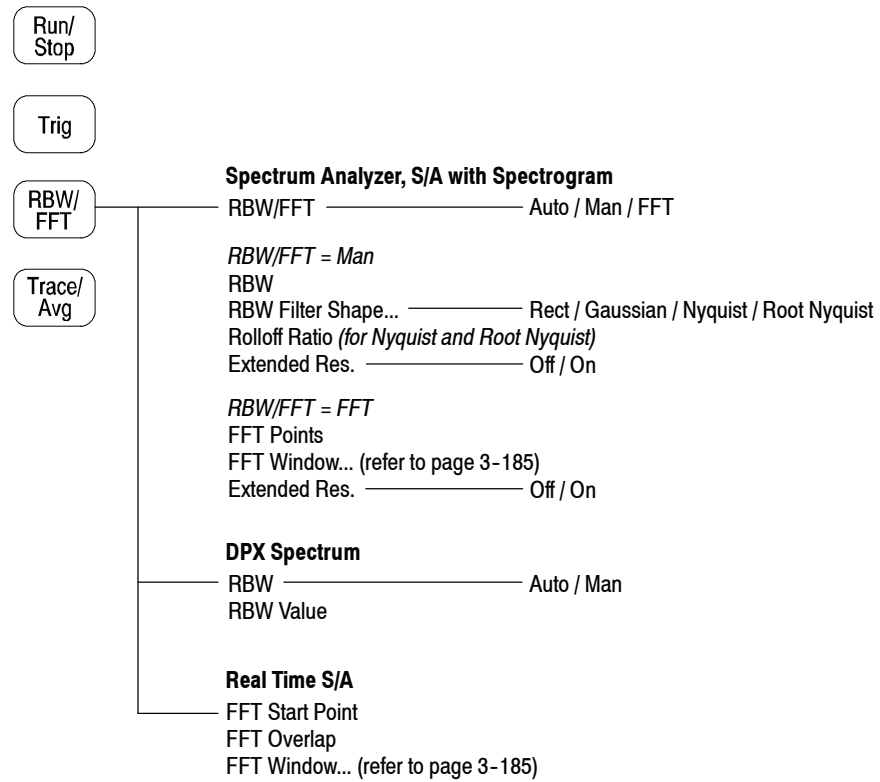 Run/
Stop
Trig
RBW/
FFT
Trace/
Avg
Spectrum Analyzer, S/A with Spectrogram
RBW/FFT Auto / Man / FFT
RBW/FFT = Man
RBW
RBW Filter Shape... Rect / Gaussian / Nyquist / Root Nyquist
Rolloff Ratio (for Nyquist and Root Nyquist)
Extended Res. Off / On
RBW/FFT = FFT
FFT Points
FFT Window... (refer to page 3-185)
Extended Res. Off / On
DPX Spectrum
RBW Auto / Man
RBW Value
Real Time S/A
FFT Start Point
FFT Overlap
FFT Window... (refer to page 3-185)